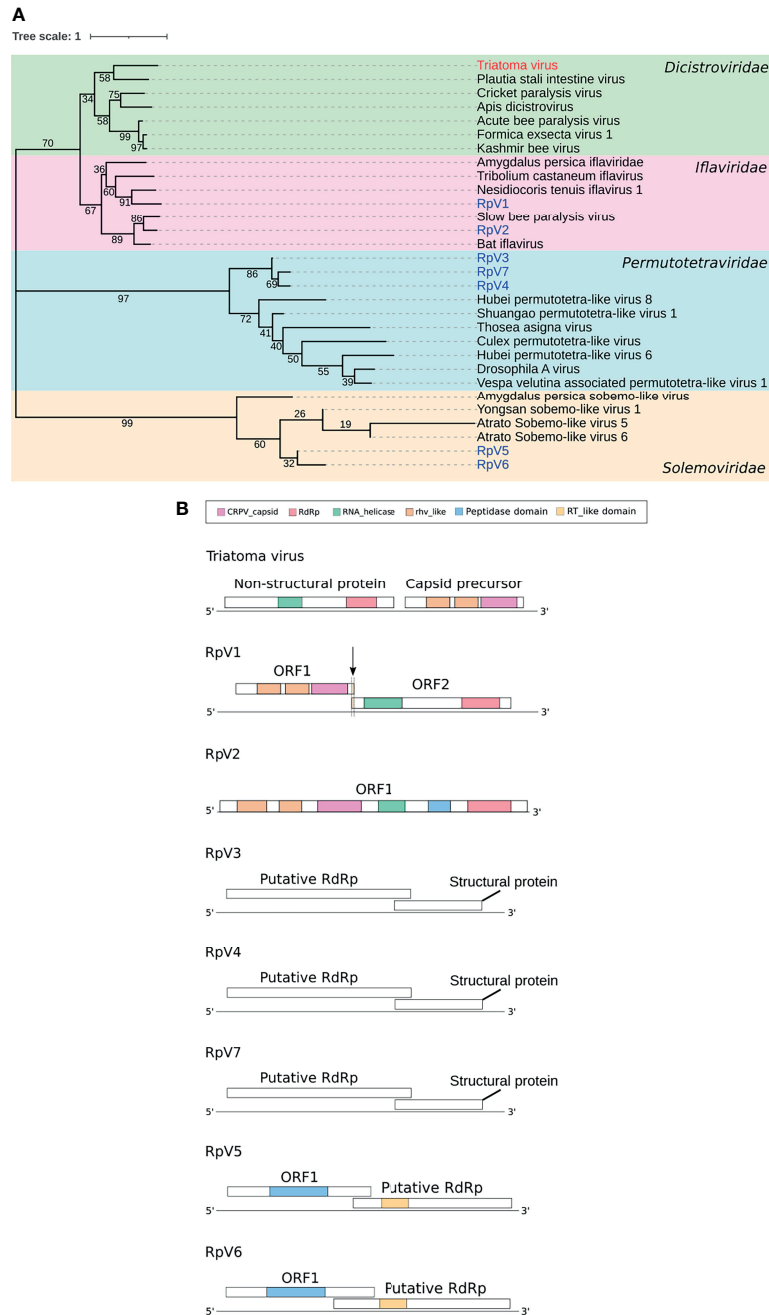 A
Tree scale: 1
Triatoma virus
Dicistroviridae
58
Plautia stali intestine virus
34
75
Cricket paralysis virus
Apis dicistrovirus
58
Acute bee paralysis virus
99
Formica exsecta virus 1
70
97
Kashmir bee virus
36
Amygdalus persica iflaviridae
Iflaviridae
60
Tribolium castaneum iflavirus
Nesidiocoris tenuis iflavirus 1
91
RpV1
67
86
Slow bee paralysis virus
RpV2
89
Bat iflavirus
RpV3
Permutotetraviridae
86
RpV7
69
RpV4
97
Hubei permutotetra-like virus 8
72
Shuangao permutotetra-like virus 1
41
Thosea asigna virus
40
Culex permutotetra-like virus
50
Hubei permutotetra-like virus 6
55
Drosophila A virus
39
Vespa velutina associated permutotetra-like virus 1
Amygdalus persica sobemo-like virus
26
Yongsan sobemo-like virus 1
99
19
Atrato Sobemo-like virus 5
60
Atrato Sobemo-like virus 6
RpV5
32
RpV6
Solemoviridae
B
CRPV_capsid RdRp RNA_helicase rhv_like Peptidase domain RT_like domain
Triatoma virus
Non-structural protein Capsid precursor
5' 3'
RpV1
ORF1
ORF2
5' 3'
RpV2
ORF1
5' 3'
RpV3
Putative RdRp
Structural protein
5' 3'
RpV4
Putative RdRp
Structural protein
5' 3'
RpV7
Putative RdRp
Structural protein
5' 3'
RpV5
ORF1
Putative RdRp
5' 3'
RpV6
ORF1
Putative RdRp
5' 3'